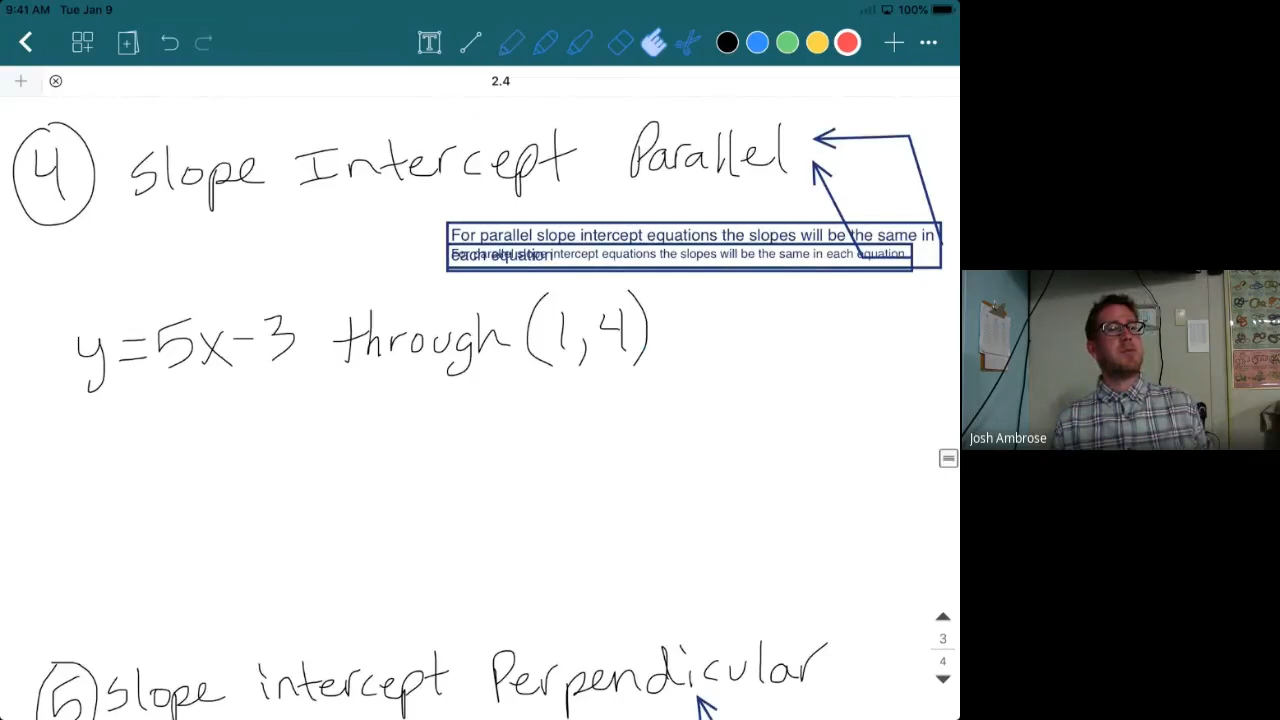 9:41 AM Tue Jan 9
100%
T
2.4
4 Slope Intercept Parallel
For parallel slope intercept equations the slopes will be the same in
each equation
For parallel slope intercept equations the slopes will be the same in each equation
y=5x-3 through (1,4)
Josh Ambrose
3
4
5 Slope intercept Perpendicular